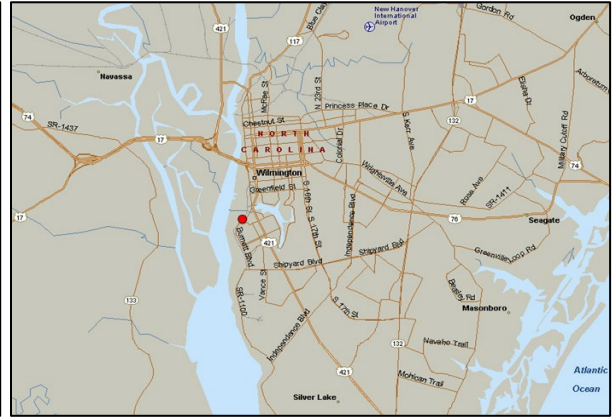 New Hanover
International
Airport
Gordon Rd
Ogden
421
Blue Clay
117
Navassa
McRae St
N 23rd St
Princess Place Dr
17
Elisha Dr
Arboretum
74
SR-1437
Chestnut St
S Kerr Ave
132
Military Cutoff Rd
NORTH
CAROLINA
Colonial Dr
17
74
Wrightsville Ave
Wilmington
Greenfield St
S 16th St
S 17th St
Independence Blvd
Rose Ave
SR-1411
17
76
Seagate
Burnett Blvd
421
Shipyard Blvd
Greenville Loop Rd
Shipyard Blvd
Vance St
SR-1100
133
Beasley Rd
S 17th St
Masonboro
Independence Blvd
132
Navaho Trail
421
Mohican Trail
Atlantic
Ocean
Silver Lake